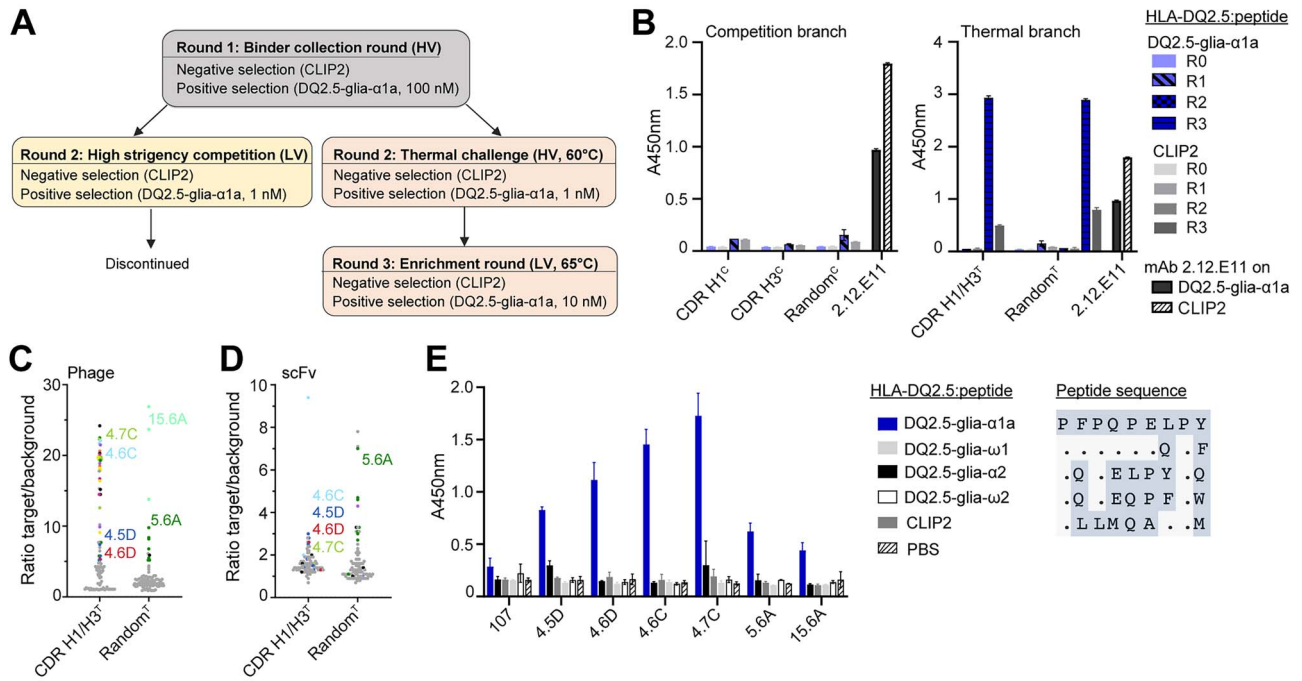 A
Round 1: Binder collection round (HV)
Negative selection (CLIP2)
Positive selection (DQ2.5-glia-α1a, 100 nM)
Round 2: High strigency competition (LV)
Negative selection (CLIP2)
Positive selection (DQ2.5-glia-α1a, 1 nM)
Discontinued
Round 2: Thermal challenge (HV, 60°C)
Negative selection (CLIP2)
Positive selection (DQ2.5-glia-α1a, 1 nM)
Round 3: Enrichment round (LV, 65°C)
Negative selection (CLIP2)
Positive selection (DQ2.5-glia-α1a, 10 nM)
B
Competition branch
A450nm
2.0
1.5
1.0
0.5
0
CDR H1ᶜ
CDR H3ᶜ
Randomᶜ
2.12.E11
Thermal branch
A450nm
4
3
2
1
0
CDR H1/H3ᵀ
Randomᵀ
2.12.E11
HLA-DQ2.5:peptide
DQ2.5-glia-α1a
R0
R1
R2
R3
CLIP2
R0
R1
R2
R3
mAb 2.12.E11 on
DQ2.5-glia-α1a
CLIP2
C
Phage
Ratio target/background
30
20
10
0
4.7C
4.6C
4.5D
4.6D
15.6A
5.6A
CDR H1/H3ᵀ
Randomᵀ
D
scFv
Ratio target/background
10
8
6
4
2
0
4.6C
4.5D
4.6D
4.7C
5.6A
CDR H1/H3ᵀ
Randomᵀ
E
A450nm
2.0
1.5
1.0
0.5
0
107
4.5D
4.6D
4.6C
4.7C
5.6A
15.6A
HLA-DQ2.5:peptide
DQ2.5-glia-α1a
DQ2.5-glia-ω1
DQ2.5-glia-α2
DQ2.5-glia-ω2
CLIP2
PBS
Peptide sequence
P F P Q P E L P Y
. . . . . . . Q . F
. Q . E L P Y . Q
. Q . E Q P F . W
. L L M Q A . . M